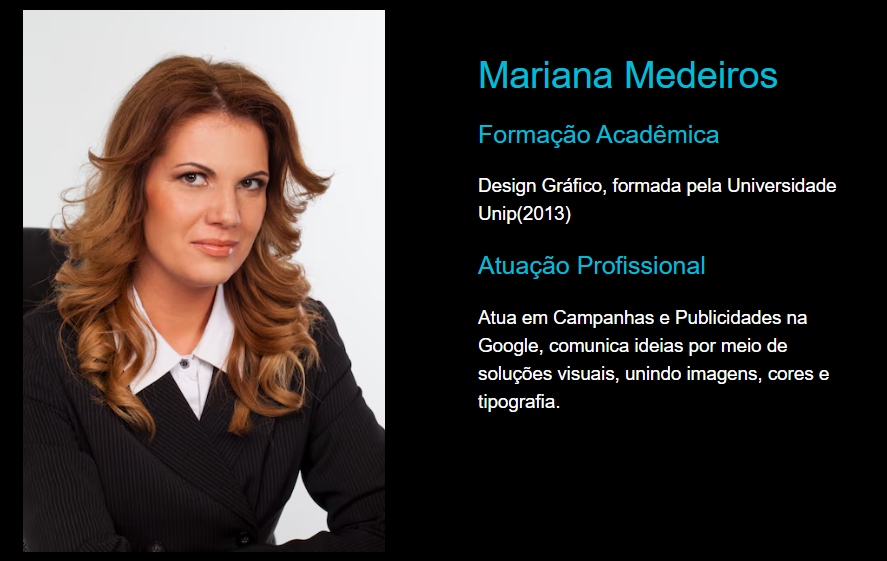 Mariana Medeiros
Formação Acadêmica
Design Gráfico, formada pela Universidade
Unip(2013)
Atuação Profissional
Atua em Campanhas e Publicidades na
Google, comunica ideias por meio de
soluções visuais, unindo imagens, cores e
tipografia.